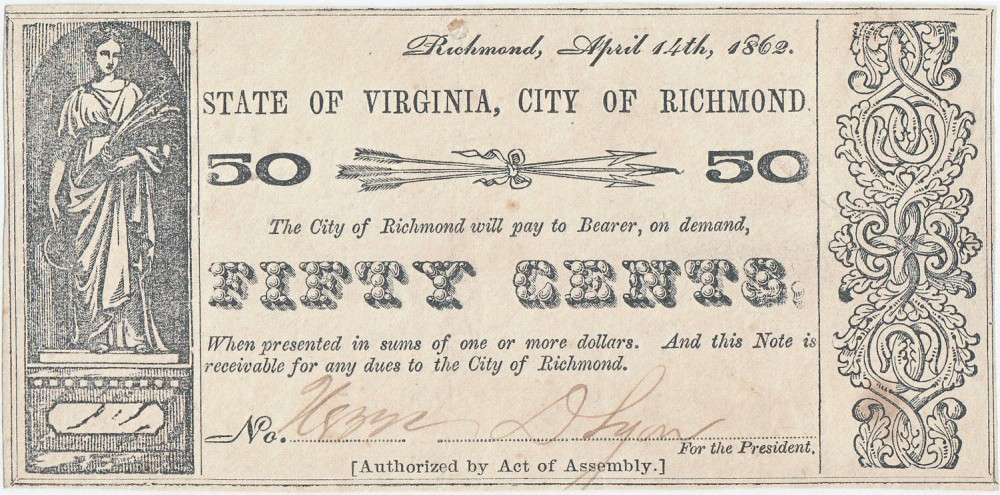 Richmond, April 14th, 1862.
STATE OF VIRGINIA, CITY OF RICHMOND.
50 50
The City of Richmond will pay to Bearer, on demand,
FIFTY CENTS.
When presented in sums of one or more dollars. And this Note is
receivable for any dues to the City of Richmond.
No. D Lyon
For the President.
[Authorized by Act of Assembly.]